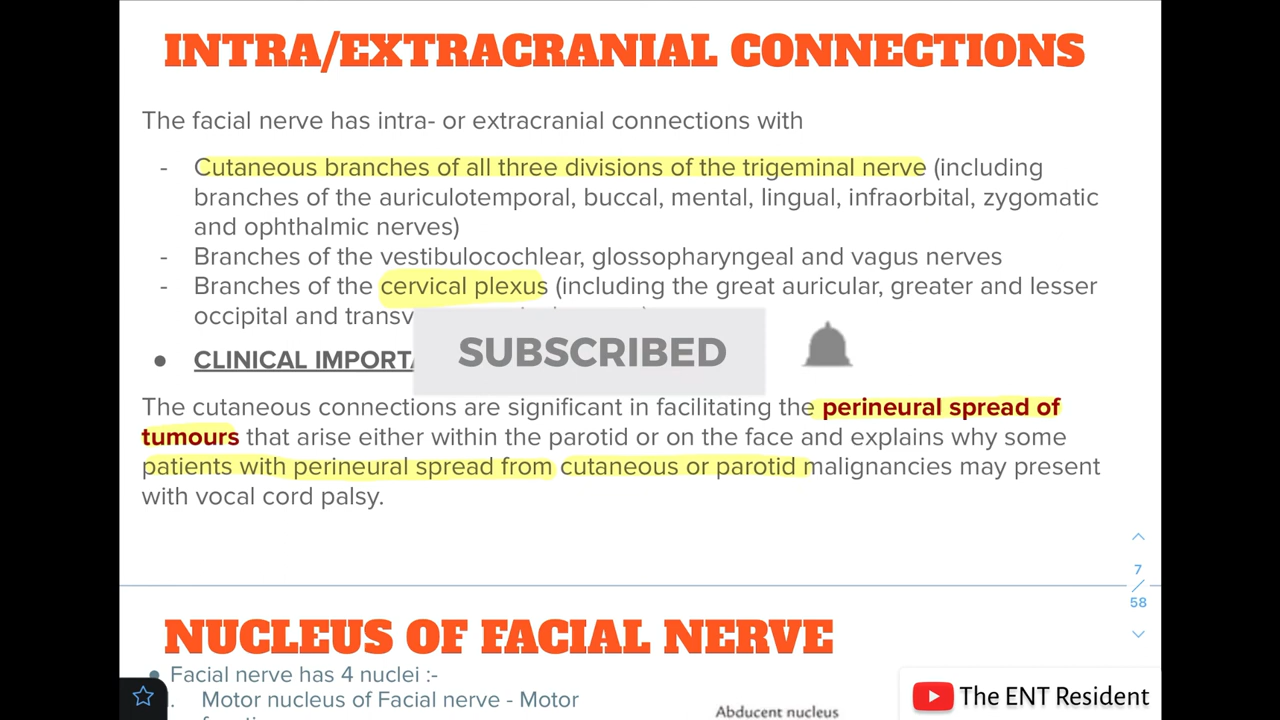 INTRA/EXTRACRANIAL CONNECTIONS
The facial nerve has intra- or extracranial connections with
- Cutaneous branches of all three divisions of the trigeminal nerve (including
branches of the auriculotemporal, buccal, mental, lingual, infraorbital, zygomatic
and ophthalmic nerves)
- Branches of the vestibulocochlear, glossopharyngeal and vagus nerves
- Branches of the cervical plexus (including the great auricular, greater and lesser
occipital and
SUBSCRIBED
● CLINICAL
The cutaneous connections are significant in facilitating the perineural spread of
tumours that arise either within the parotid or on the face and explains why some
patients with perineural spread from cutaneous or parotid malignancies may present
with vocal cord palsy.
7
/
58
NUCLEUS OF FACIAL NERVE
● Facial nerve has 4 nuclei :-
Motor nucleus of Facial nerve - Motor
Abducent nucleus
The ENT Resident